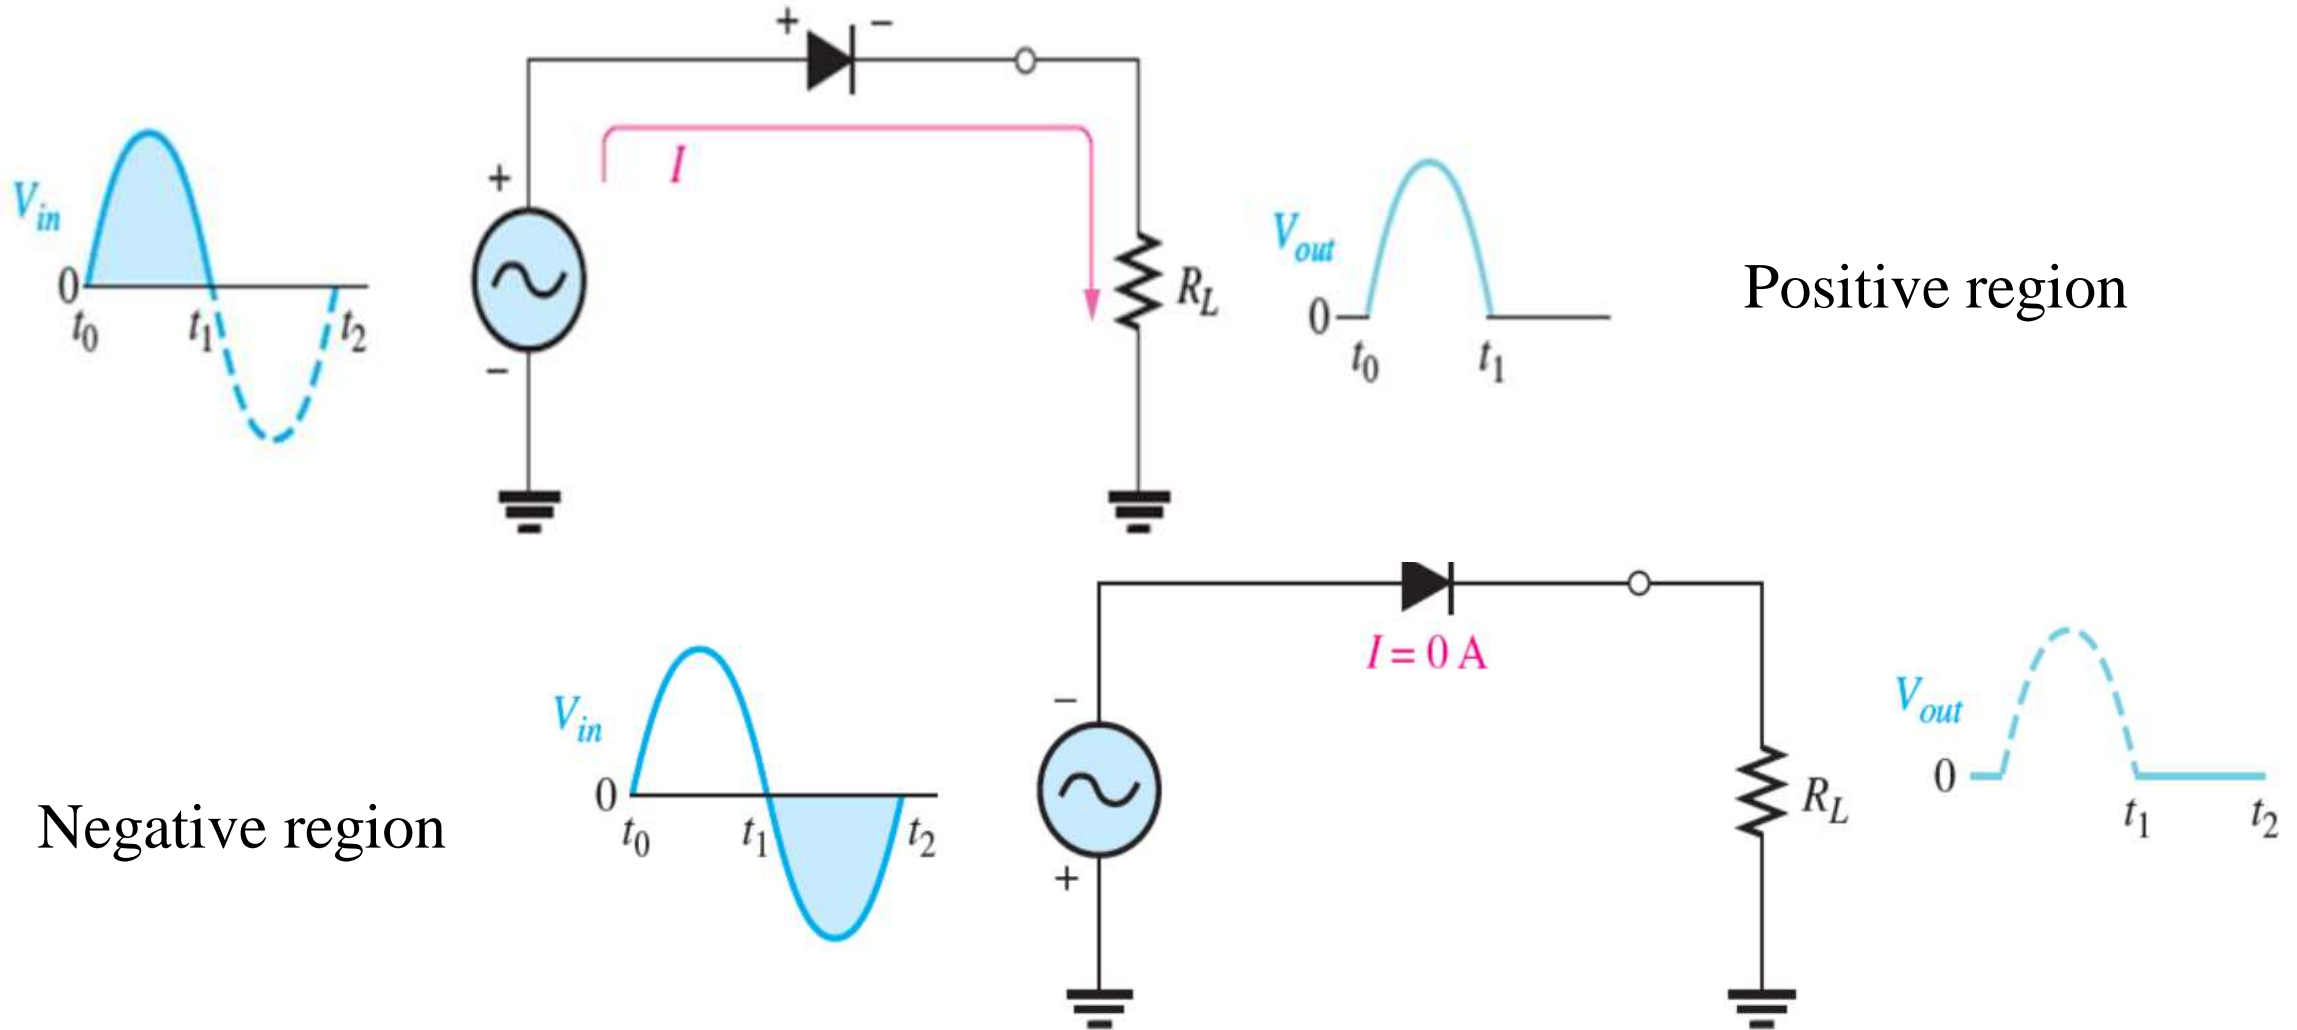 + −
V_in
0
t_0 t_1 t_2
+
−
I
R_L
V_out
0
t_0 t_1
Positive region
Negative region
V_in
0
t_0 t_1 t_2
−
+
I = 0 A
R_L
V_out
0
t_1 t_2